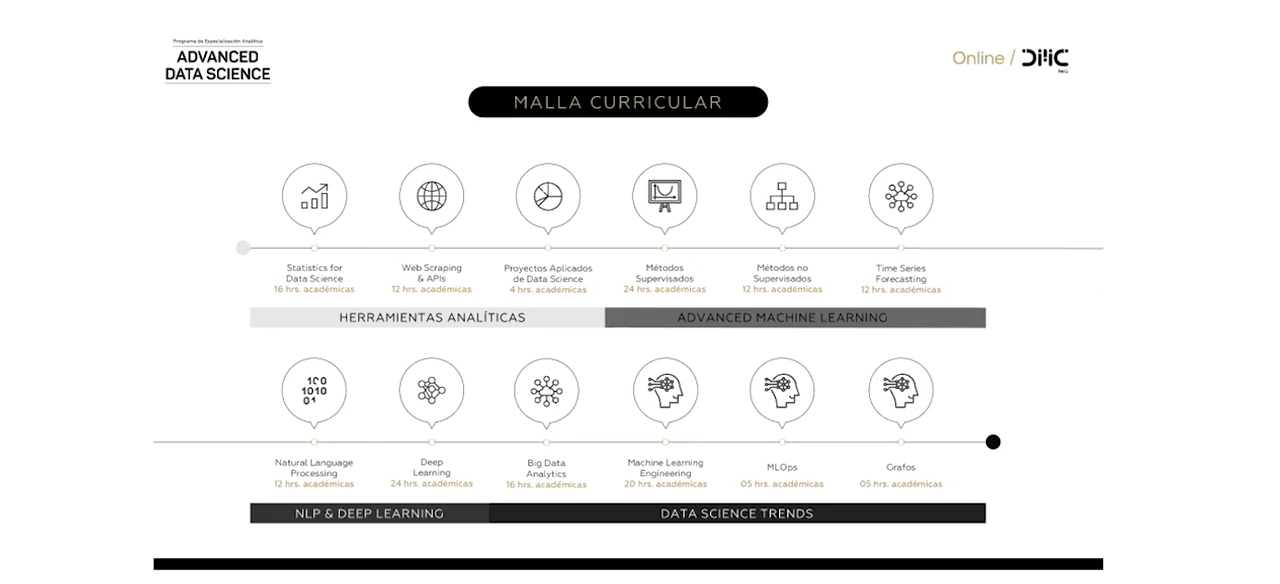 Programa de Especialización Analítica
ADVANCED
DATA SCIENCE
Online / DMC
Perú
MALLA CURRICULAR
Statistics for
Data Science
16 hrs. académicas
Web Scraping
& APIs
12 hrs. académicas
Proyectos Aplicados
de Data Science
4 hrs. académicas
Métodos
Supervisados
24 hrs. académicas
Métodos no
Supervisados
12 hrs. académicas
Time Series
Forecasting
12 hrs. académicas
HERRAMIENTAS ANALÍTICAS
ADVANCED MACHINE LEARNING
100
1010
01
Natural Language
Processing
12 hrs. académicas
Deep
Learning
24 hrs. académicas
Big Data
Analytics
16 hrs. académicas
Machine Learning
Engineering
20 hrs. académicas
MLOps
05 hrs. académicas
Grafos
05 hrs. académicas
NLP & DEEP LEARNING
DATA SCIENCE TRENDS